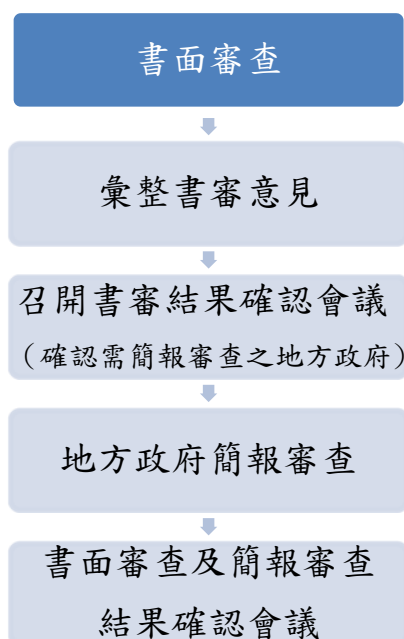 書面審查
彙整書審意見
召開書審結果確認會議
（確認需簡報審查之地方政府）
地方政府簡報審查
書面審查及簡報審查
結果確認會議